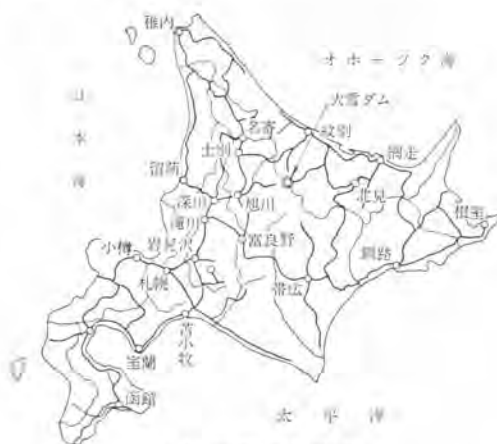 稚内
オホーツク海
日本海
大雪ダム
名寄
紋別
士別
網走
留萌
深川
旭川
北見
滝川
根室
岩見沢
富良野
小樽
釧路
札幌
帯広
苫小牧
室蘭
函館
太平洋